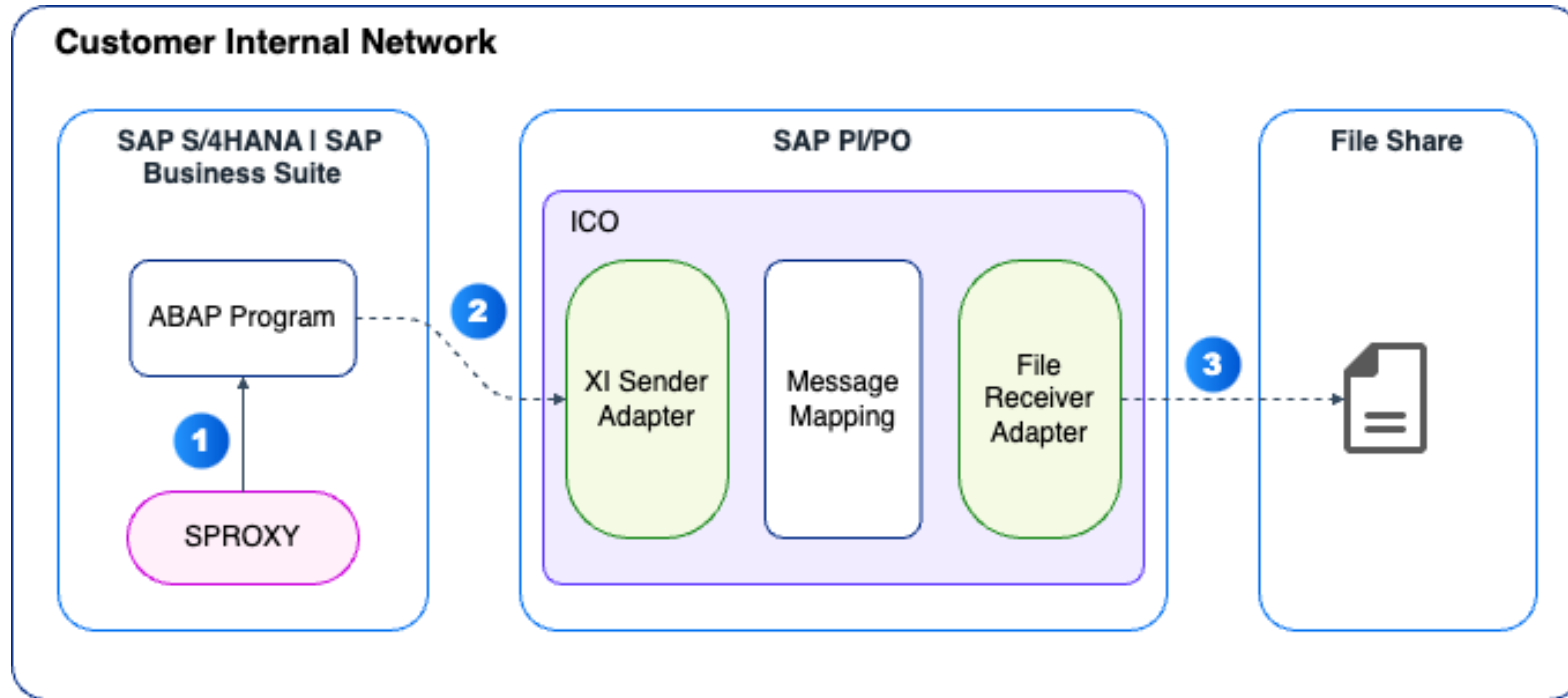 Customer Internal Network
SAP S/4HANA | SAP
Business Suite
SAP PI/PO
File Share
ICO
ABAP Program
2
XI Sender
Adapter
Message
Mapping
File
Receiver
Adapter
3
1
SPROXY